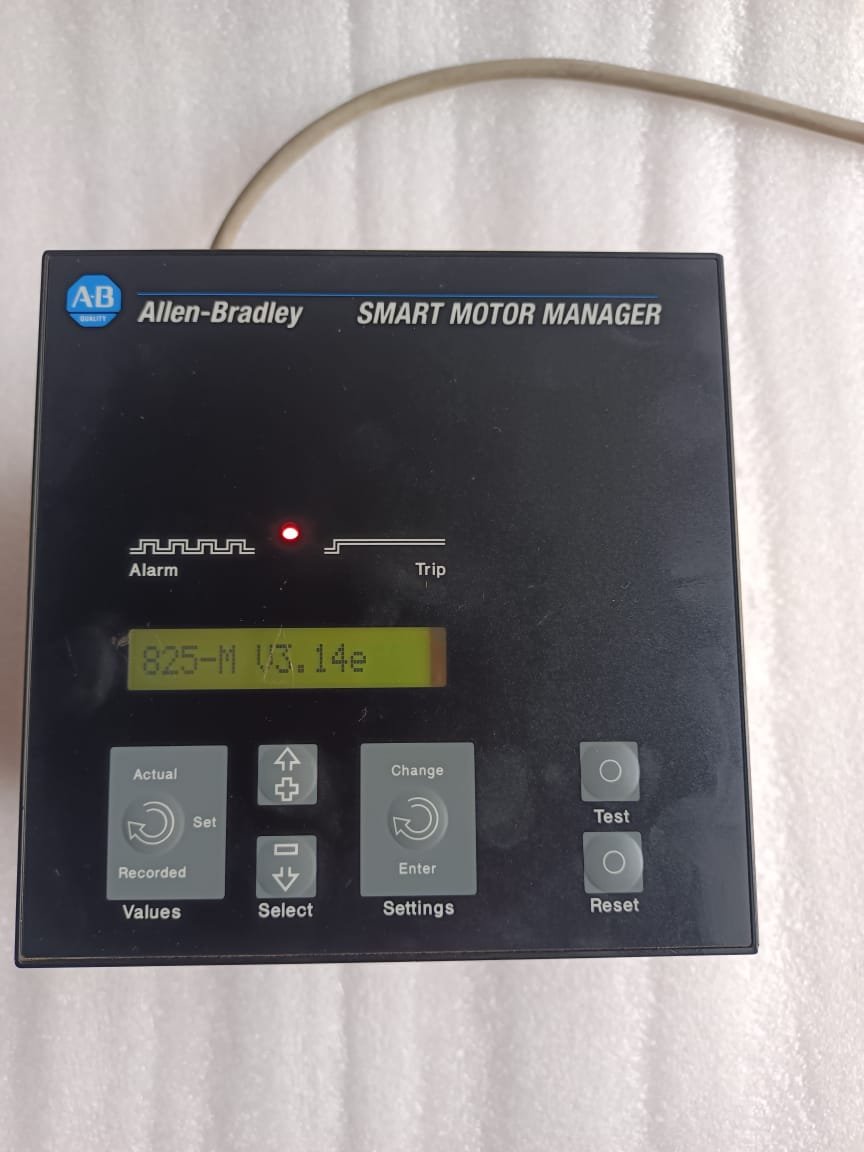 A-B
QUALITY
Allen-Bradley SMART MOTOR MANAGER
Alarm Trip
825-M V3.14e
Actual
Set
Recorded
Values
Select
Change
Enter
Settings
Test
Reset